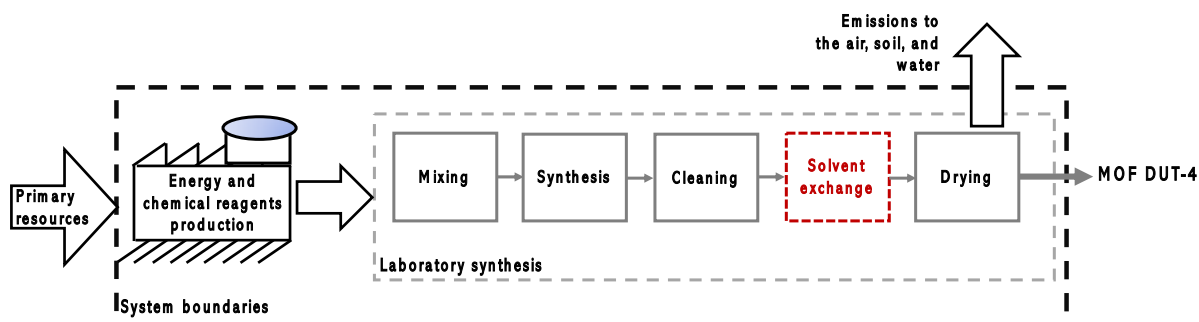 Emissions to
the air, soil, and
water
Primary
resources
Energy and
chemical reagents
production
Mixing
Synthesis
Cleaning
Solvent
exchange
Drying
MOF DUT-4
Laboratory synthesis
System boundaries